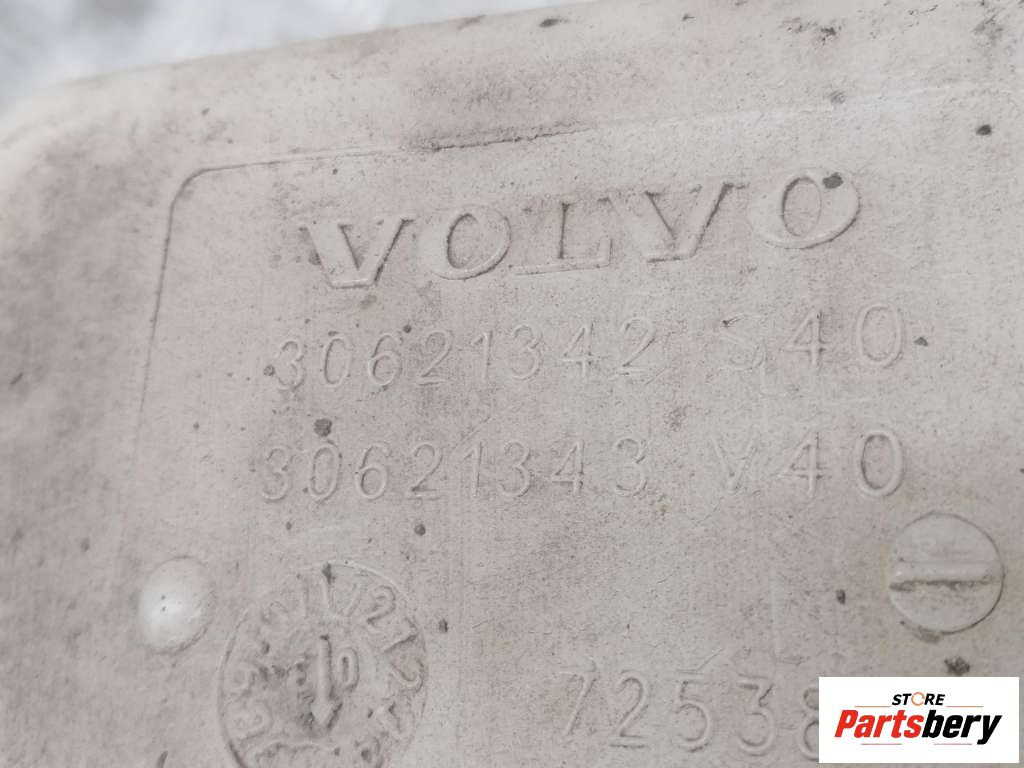 VOLVO
30621342 S40
30621343 V40
7253
STORE
Partsbery